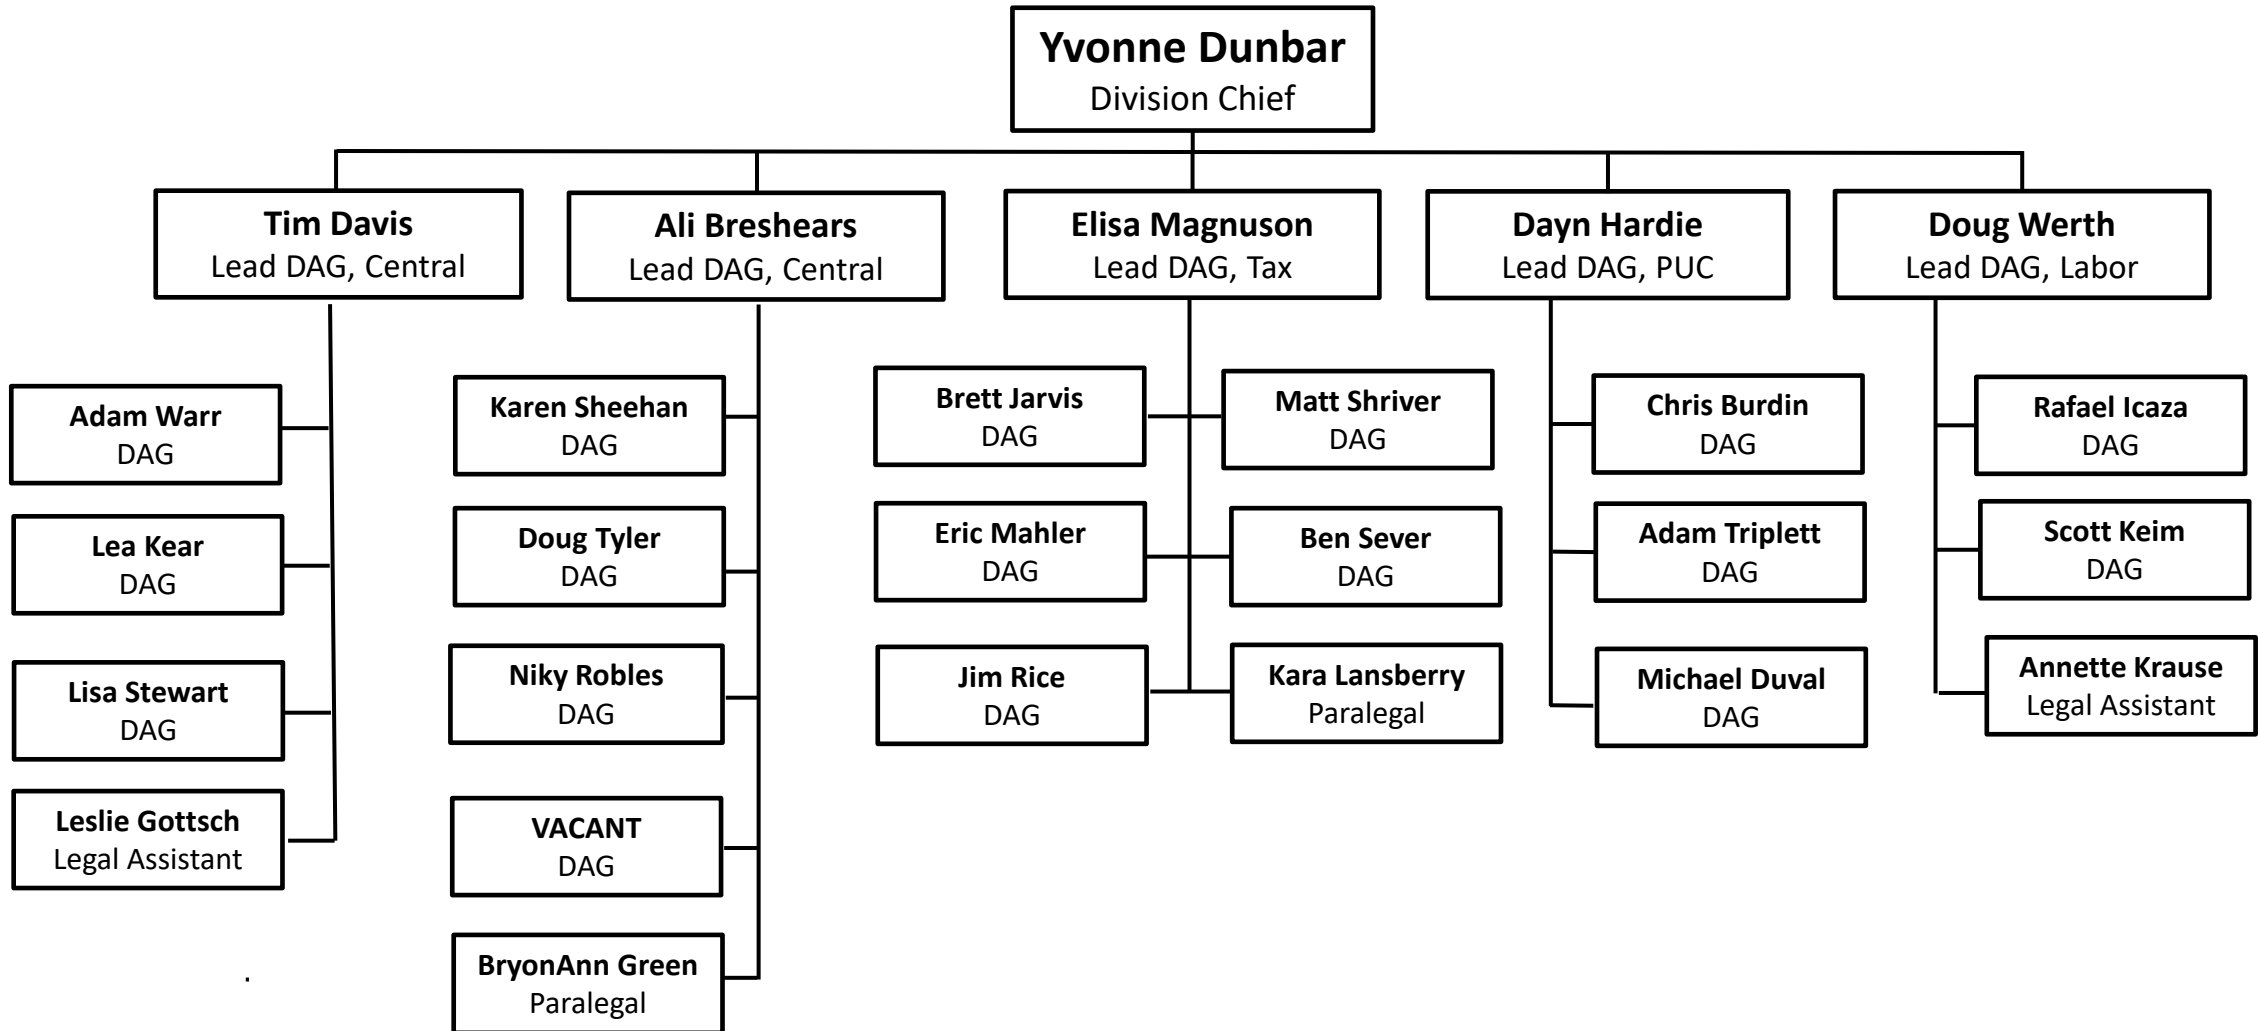 Yvonne Dunbar
Division Chief
Tim Davis
Lead DAG, Central
Ali Breshears
Lead DAG, Central
Elisa Magnuson
Lead DAG, Tax
Dayn Hardie
Lead DAG, PUC
Doug Werth
Lead DAG, Labor
Adam Warr
DAG
Lea Kear
DAG
Lisa Stewart
DAG
Leslie Gottsch
Legal Assistant
Karen Sheehan
DAG
Doug Tyler
DAG
Niky Robles
DAG
VACANT
DAG
BryonAnn Green
Paralegal
Brett Jarvis
DAG
Matt Shriver
DAG
Eric Mahler
DAG
Ben Sever
DAG
Jim Rice
DAG
Kara Lansberry
Paralegal
Chris Burdin
DAG
Adam Triplett
DAG
Michael Duval
DAG
Rafael Icaza
DAG
Scott Keim
DAG
Annette Krause
Legal Assistant
.